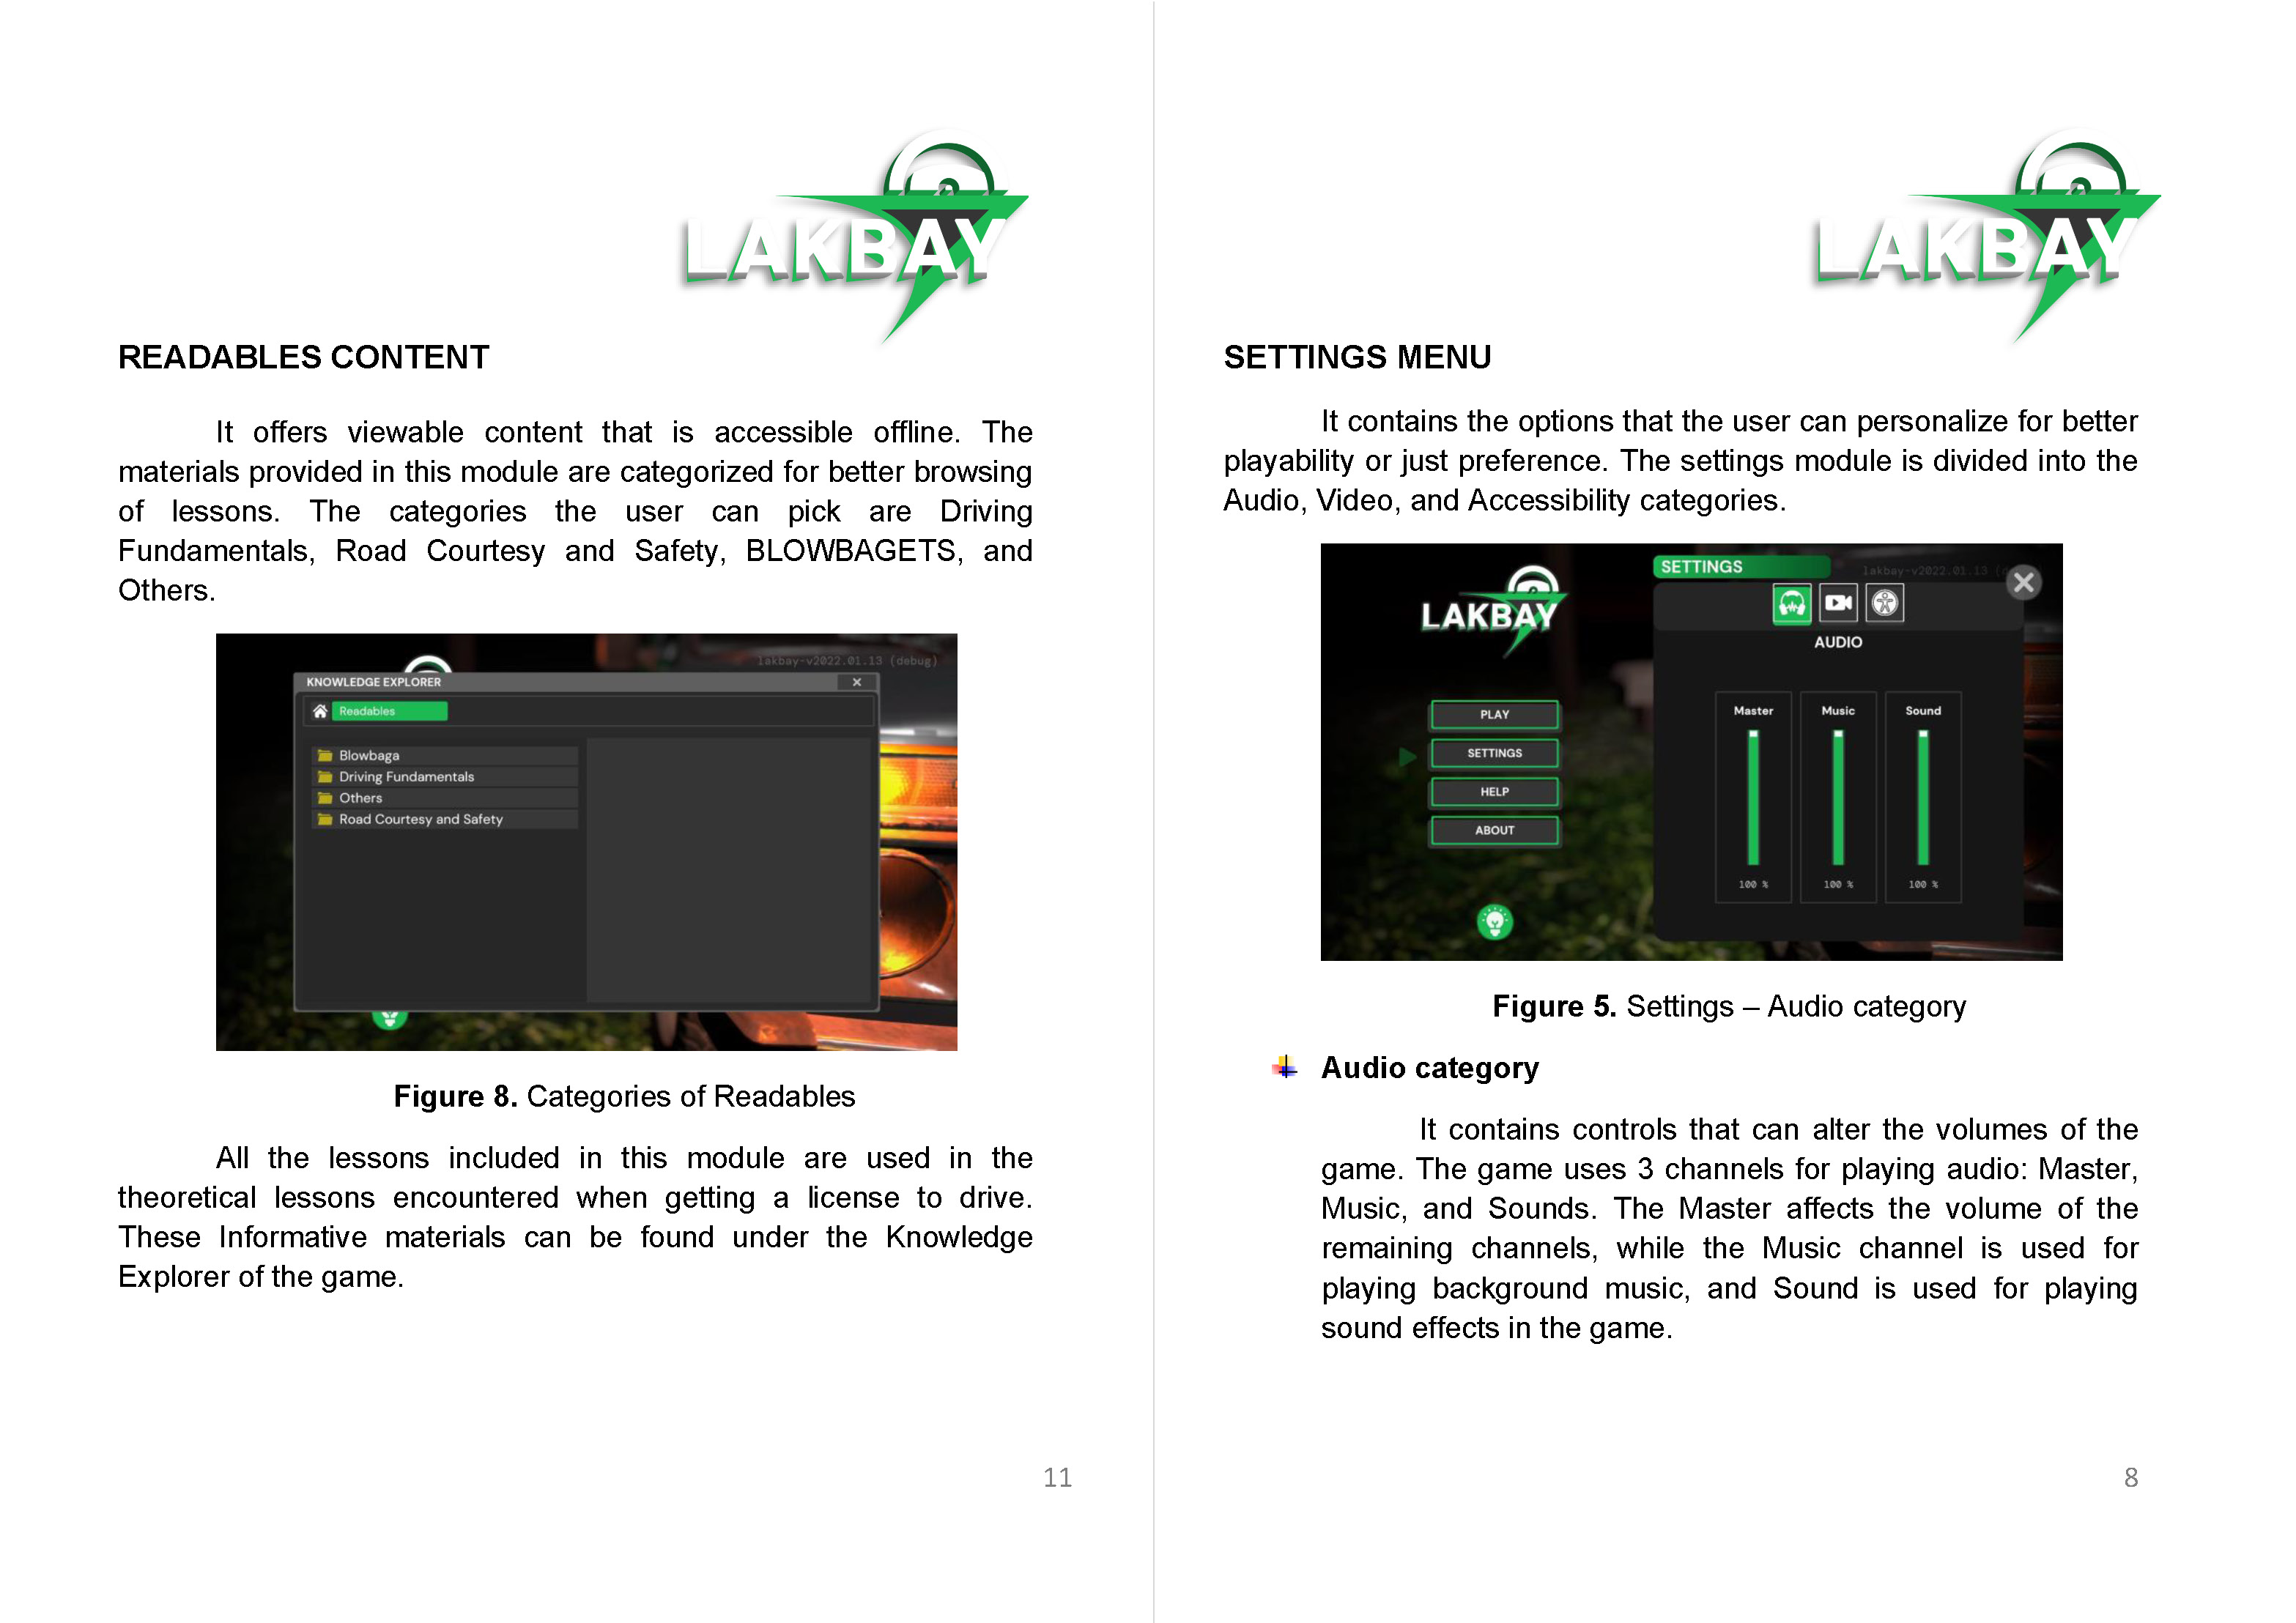 LAKBAY
READABLES CONTENT
It offers viewable content that is accessible offline. The
materials provided in this module are categorized for better browsing
of lessons. The categories the user can pick are Driving
Fundamentals, Road Courtesy and Safety, BLOWBAGETS, and
Others.
lakbay-v2022.01.13 (debug)
KNOWLEDGE EXPLORER
Readables
Blowbaga
Driving Fundamentals
Others
Road Courtesy and Safety
Figure 8. Categories of Readables
All the lessons included in this module are used in the
theoretical lessons encountered when getting a license to drive.
These Informative materials can be found under the Knowledge
Explorer of the game.
11
LAKBAY
SETTINGS MENU
It contains the options that the user can personalize for better
playability or just preference. The settings module is divided into the
Audio, Video, and Accessibility categories.
LAKBAY
PLAY
SETTINGS
HELP
ABOUT
SETTINGS
lakbay-v2022.01.13
AUDIO
Master Music Sound
100 % 100 % 100 %
Figure 5. Settings – Audio category
Audio category
It contains controls that can alter the volumes of the
game. The game uses 3 channels for playing audio: Master,
Music, and Sounds. The Master affects the volume of the
remaining channels, while the Music channel is used for
playing background music, and Sound is used for playing
sound effects in the game.
8